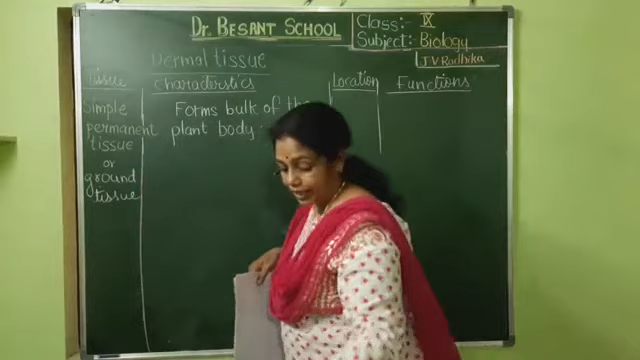 Dr. BESANT SCHOOL
Class:- IX
Subject:- Biology
T V Radhika
Dermal tissue
Tissue
Characteristics
Location
Functions
Simple
permanent
tissue
or
ground
tissue
Forms bulk of the
plant body.